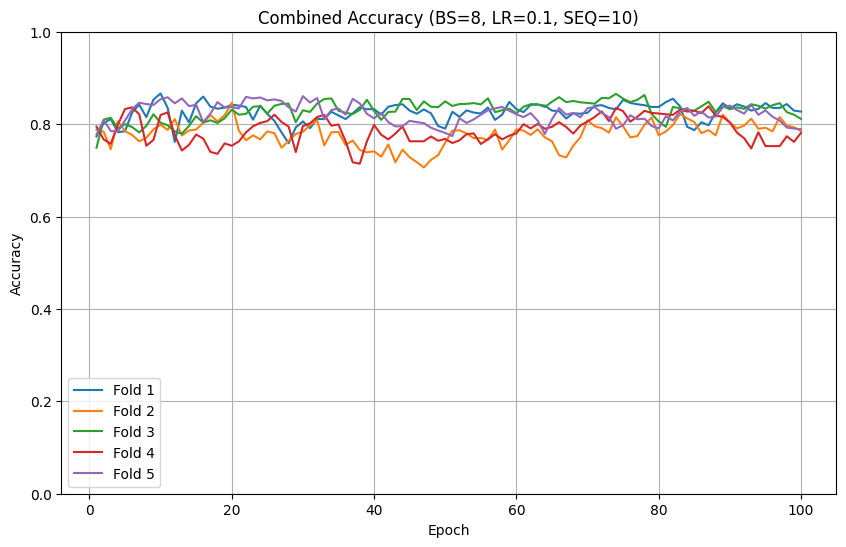 Combined Accuracy (BS=8, LR=0.1, SEQ=10)
1.0
0.8
0.6
0.4
0.2
0.0
Accuracy
Fold 1
Fold 2
Fold 3
Fold 4
Fold 5
0 20 40 60 80 100
Epoch